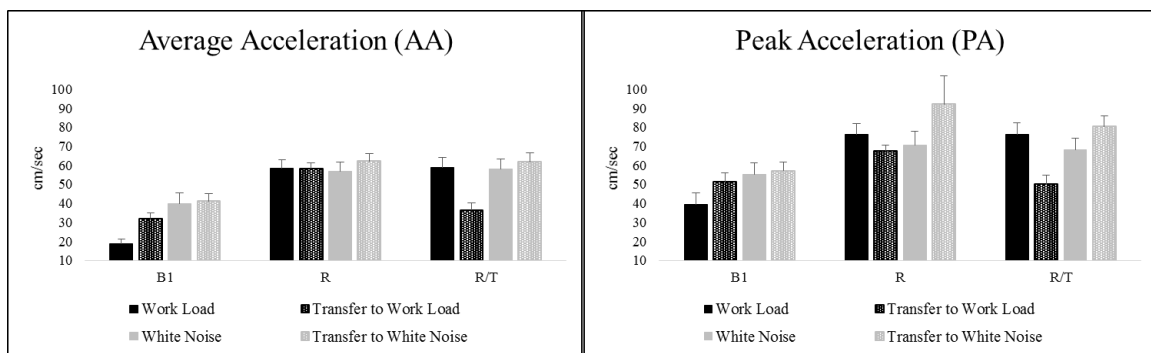 Average Acceleration (AA)
100
90
80
70
60
50
40
30
20
10
cm/sec
B1 R R/T
Work Load Transfer to Work Load
White Noise Transfer to White Noise
Peak Acceleration (PA)
100
90
80
70
60
50
40
30
20
10
cm/sec
B1 R R/T
Work Load Transfer to Work Load
White Noise Transfer to White Noise